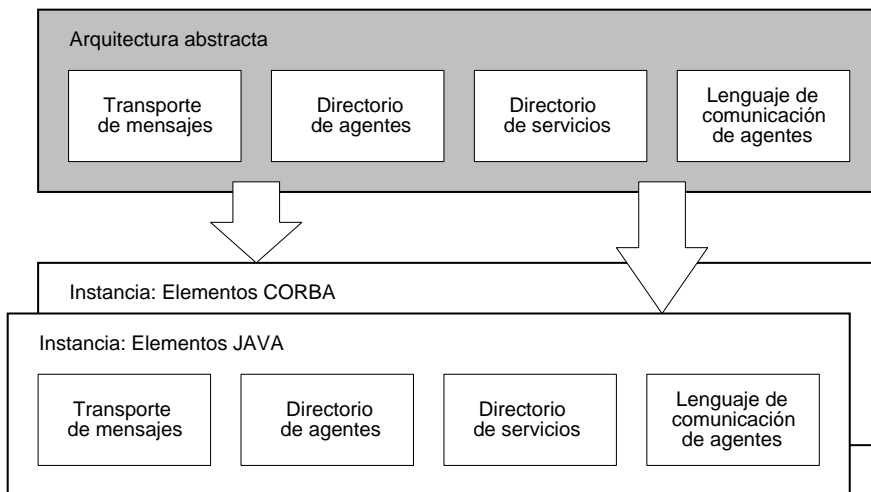 Arquitectura abstracta
Transporte
de mensajes
Directorio
de agentes
Directorio
de servicios
Lenguaje de
comunicación
de agentes
Instancia: Elementos CORBA
Instancia: Elementos JAVA
Transporte
de mensajes
Directorio
de agentes
Directorio
de servicios
Lenguaje de
comunicación
de agentes